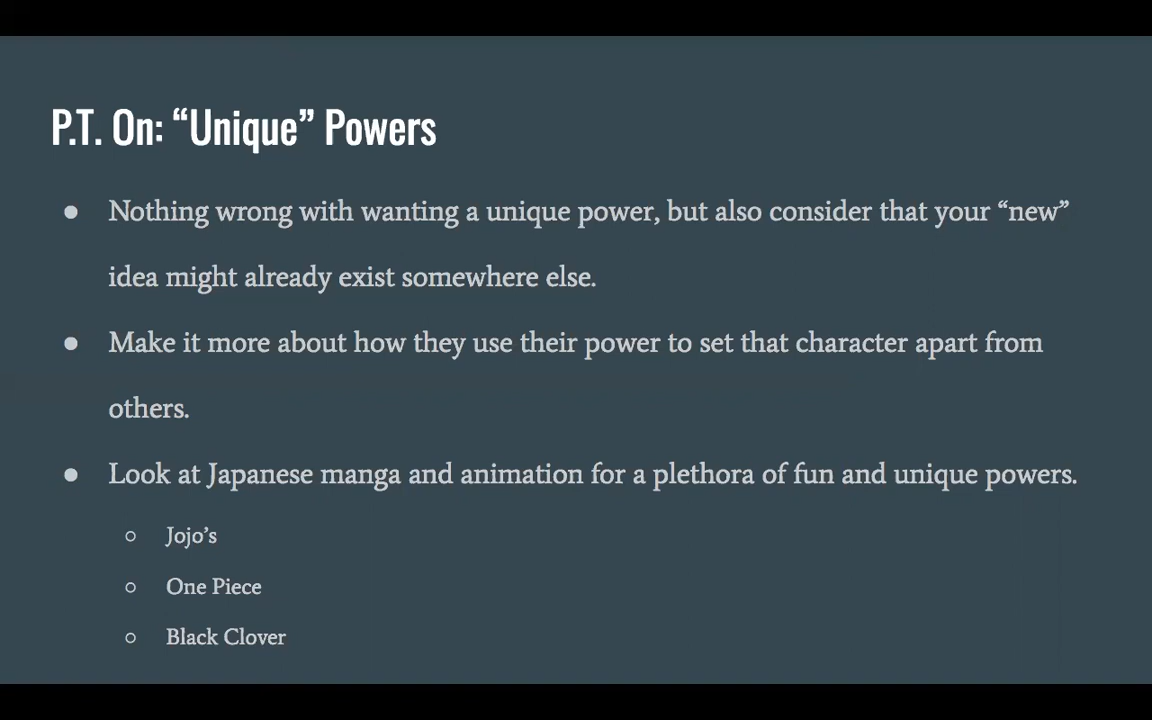 P.T. On: “Unique” Powers
● Nothing wrong with wanting a unique power, but also consider that your “new”
idea might already exist somewhere else.
● Make it more about how they use their power to set that character apart from
others.
● Look at Japanese manga and animation for a plethora of fun and unique powers.
○ Jojo’s
○ One Piece
○ Black Clover